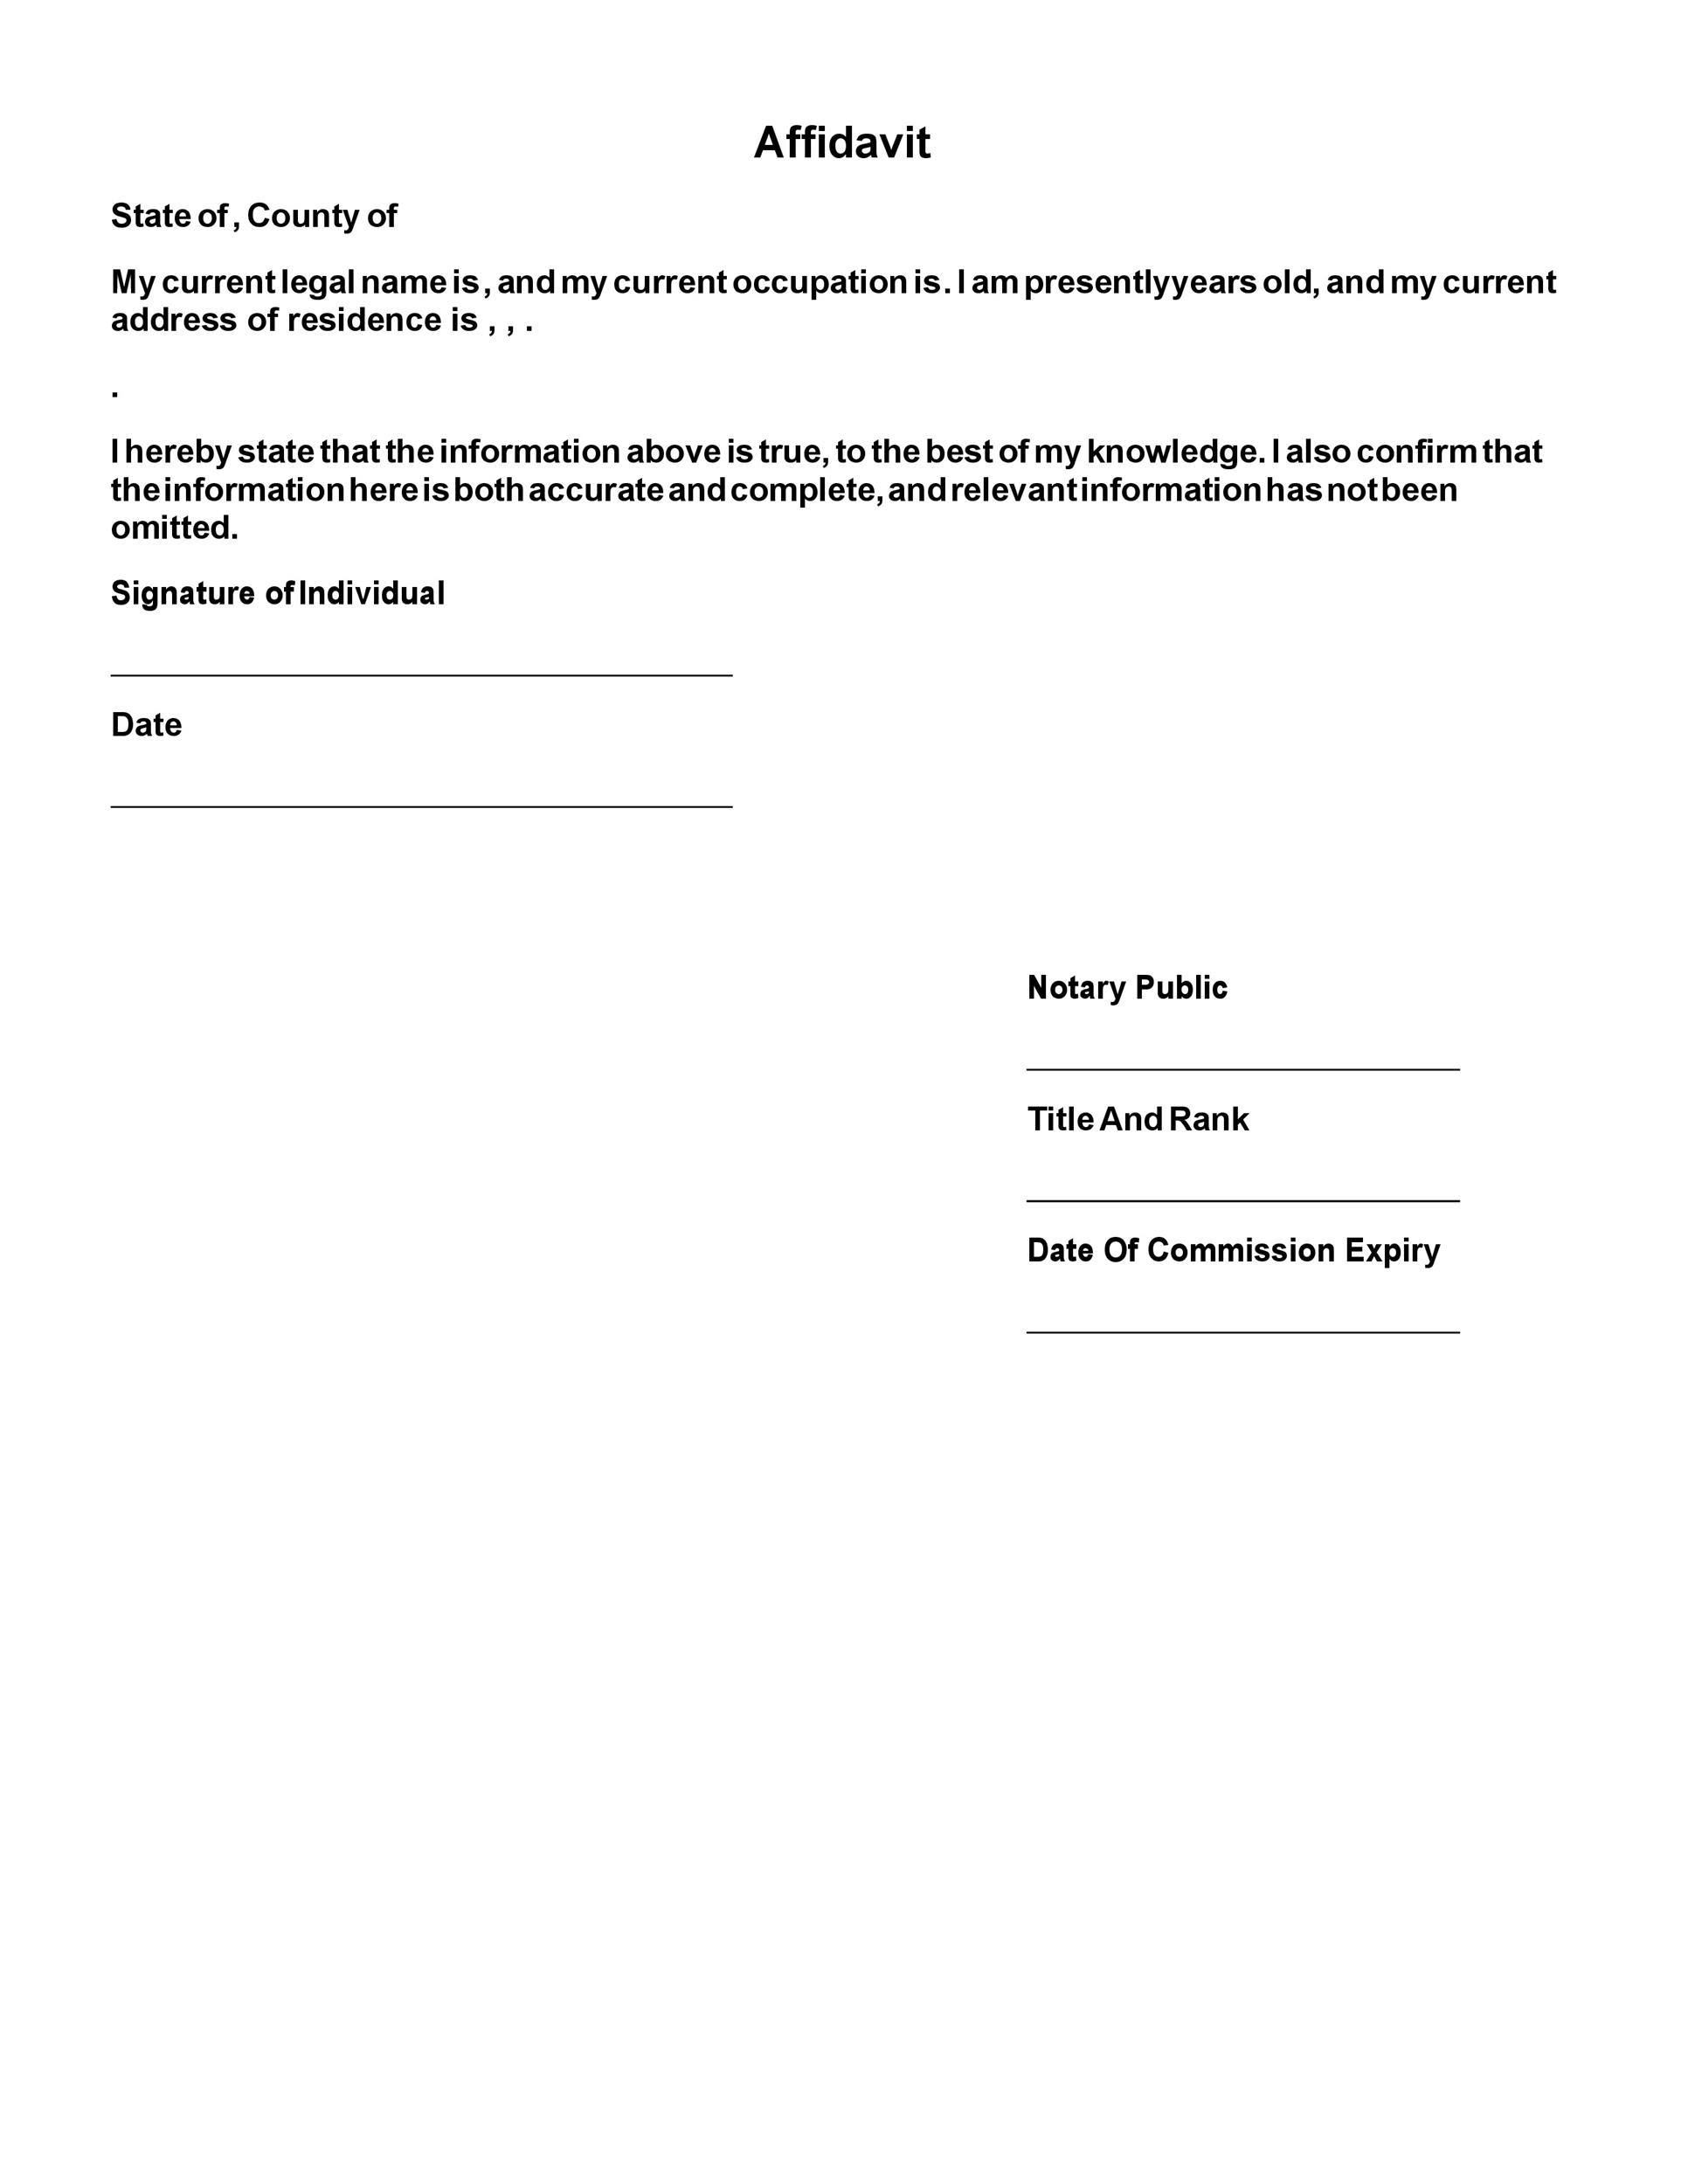 Affidavit
State of , County of
My current legal name is , and my current occupation is . I am presently years old, and my current
address of residence is , , .
.
I hereby state that the information above is true, to the best of my knowledge. I also confirm that
the information here is both accurate and complete, and relevant information has not been
omitted.
Signature of Individual
Date
Notary Public
Title And Rank
Date Of Commission Expiry